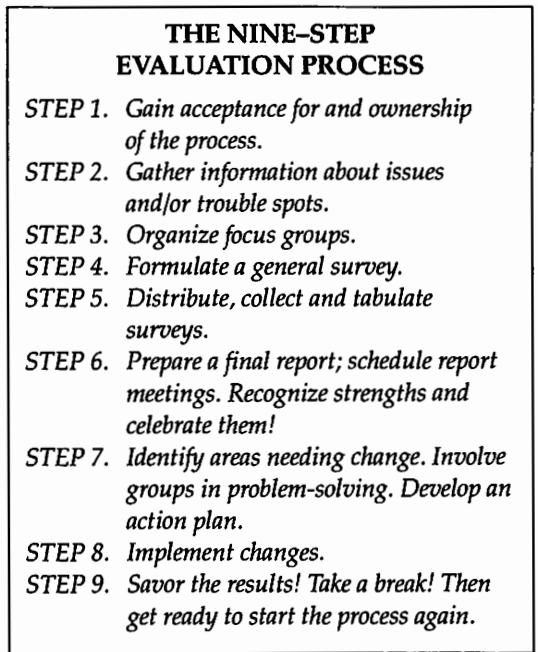 THE NINE–STEP
EVALUATION PROCESS
STEP 1. Gain acceptance for and ownership
of the process.
STEP 2. Gather information about issues
and/or trouble spots.
STEP 3. Organize focus groups.
STEP 4. Formulate a general survey.
STEP 5. Distribute, collect and tabulate
surveys.
STEP 6. Prepare a final report; schedule report
meetings. Recognize strengths and
celebrate them!
STEP 7. Identify areas needing change. Involve
groups in problem-solving. Develop an
action plan.
STEP 8. Implement changes.
STEP 9. Savor the results! Take a break! Then
get ready to start the process again.